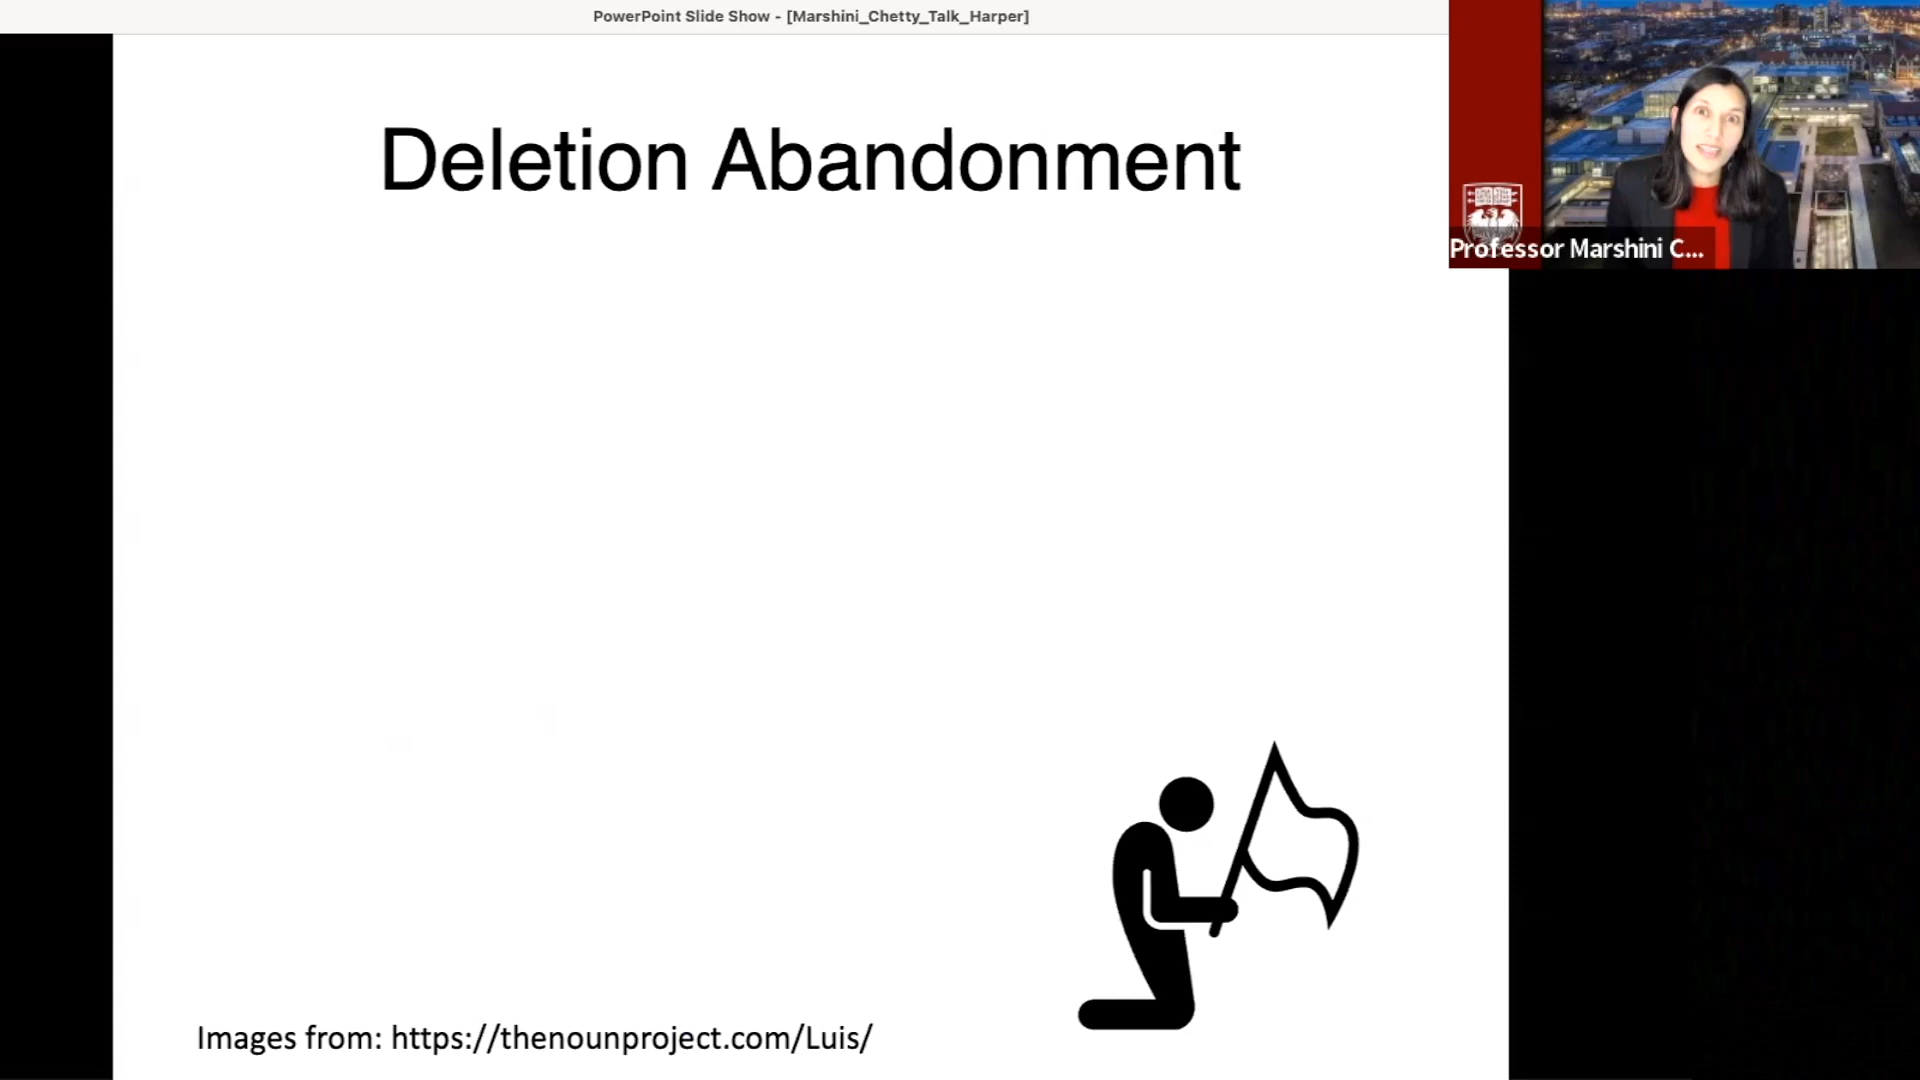 PowerPoint Slide Show - [Marshini_Chetty_Talk_Harper]
Deletion Abandonment
Professor Marshini C...
Images from: https://thenounproject.com/Luis/